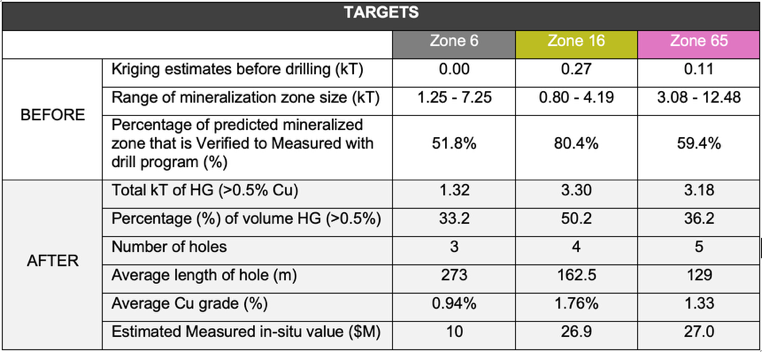 TARGETS
Zone 6 Zone 16 Zone 65
BEFORE
Kriging estimates before drilling (kT) 0.00 0.27 0.11
Range of mineralization zone size (kT) 1.25 - 7.25 0.80 - 4.19 3.08 - 12.48
Percentage of predicted mineralized
zone that is Verified to Measured with
drill program (%)
51.8% 80.4% 59.4%
AFTER
Total kT of HG (>0.5% Cu) 1.32 3.30 3.18
Percentage (%) of volume HG (>0.5%) 33.2 50.2 36.2
Number of holes 3 4 5
Average length of hole (m) 273 162.5 129
Average Cu grade (%) 0.94% 1.76% 1.33
Estimated Measured in-situ value ($M) 10 26.9 27.0